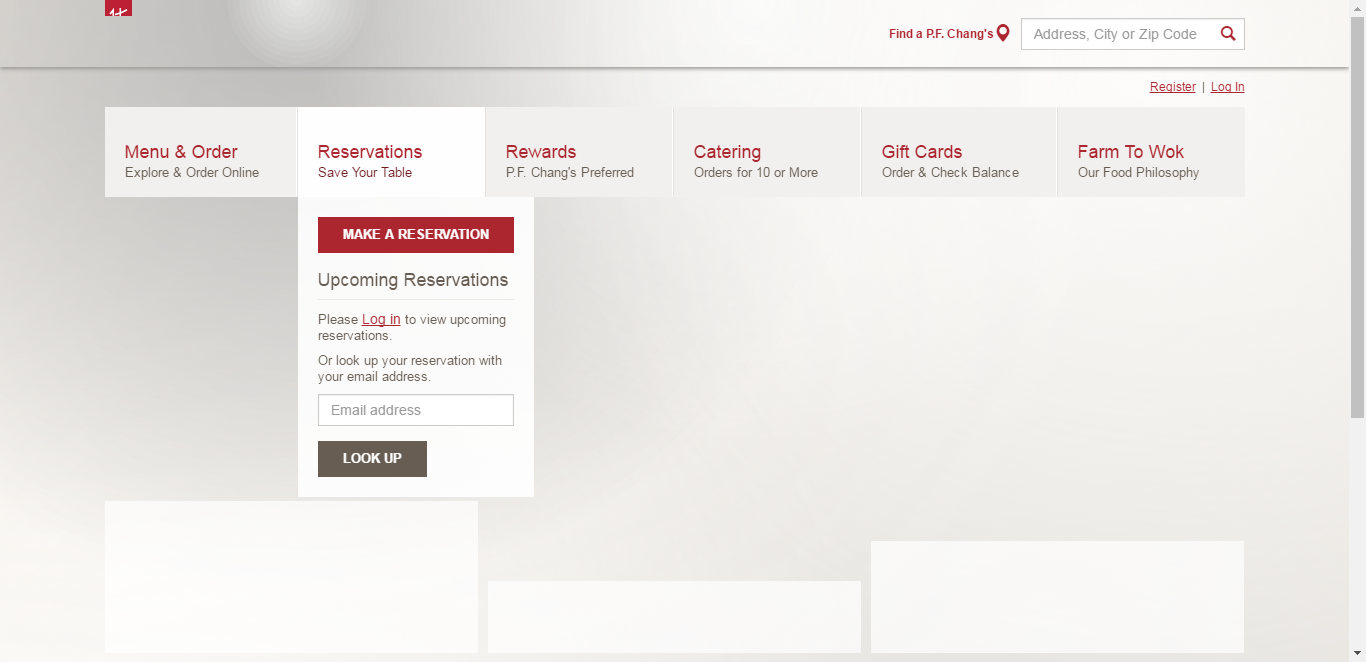 Find a P.F. Chang's
Address, City or Zip Code
Register | Log In
Menu & Order
Explore & Order Online
Reservations
Save Your Table
Rewards
P.F. Chang's Preferred
Catering
Orders for 10 or More
Gift Cards
Order & Check Balance
Farm To Wok
Our Food Philosophy
MAKE A RESERVATION
Upcoming Reservations
Please Log in to view upcoming
reservations.
Or look up your reservation with
your email address.
Email address
LOOK UP